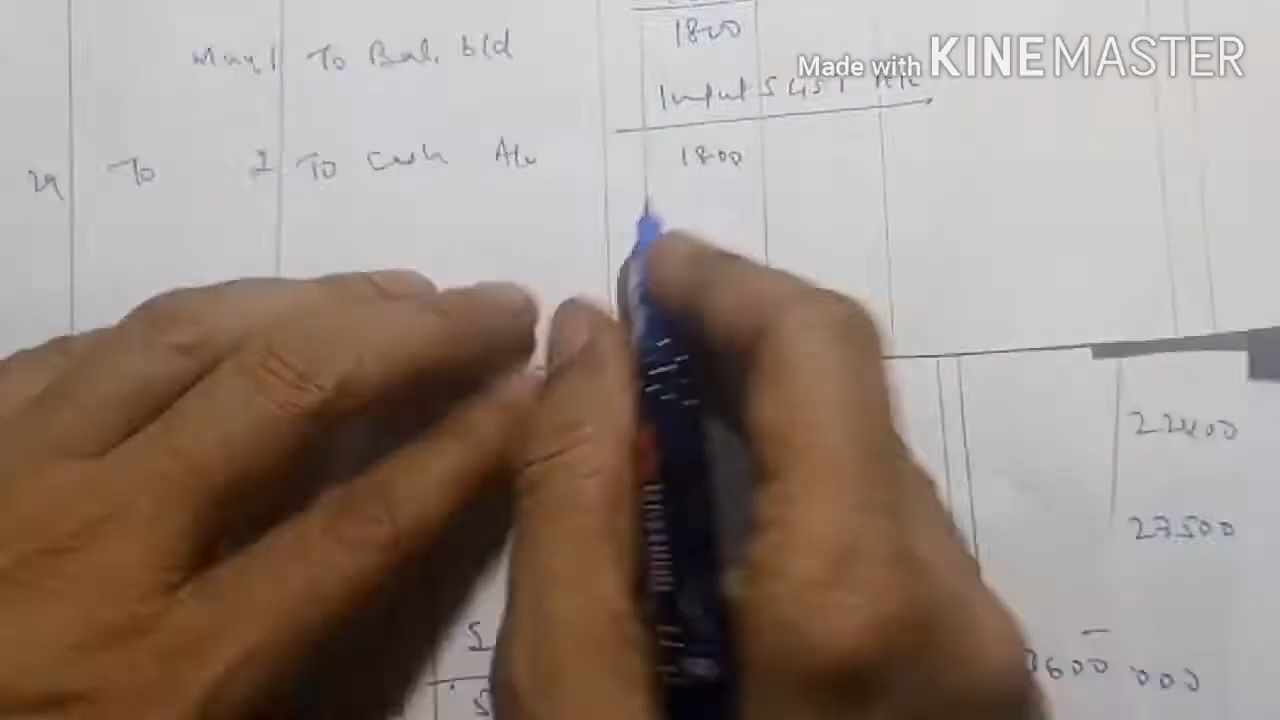 1800
Made with KINEMASTER
May 1 To Bal. b/d
Input SGST A/c
29 To 2 To Cash A/c 1800
22400
27500
3600
000